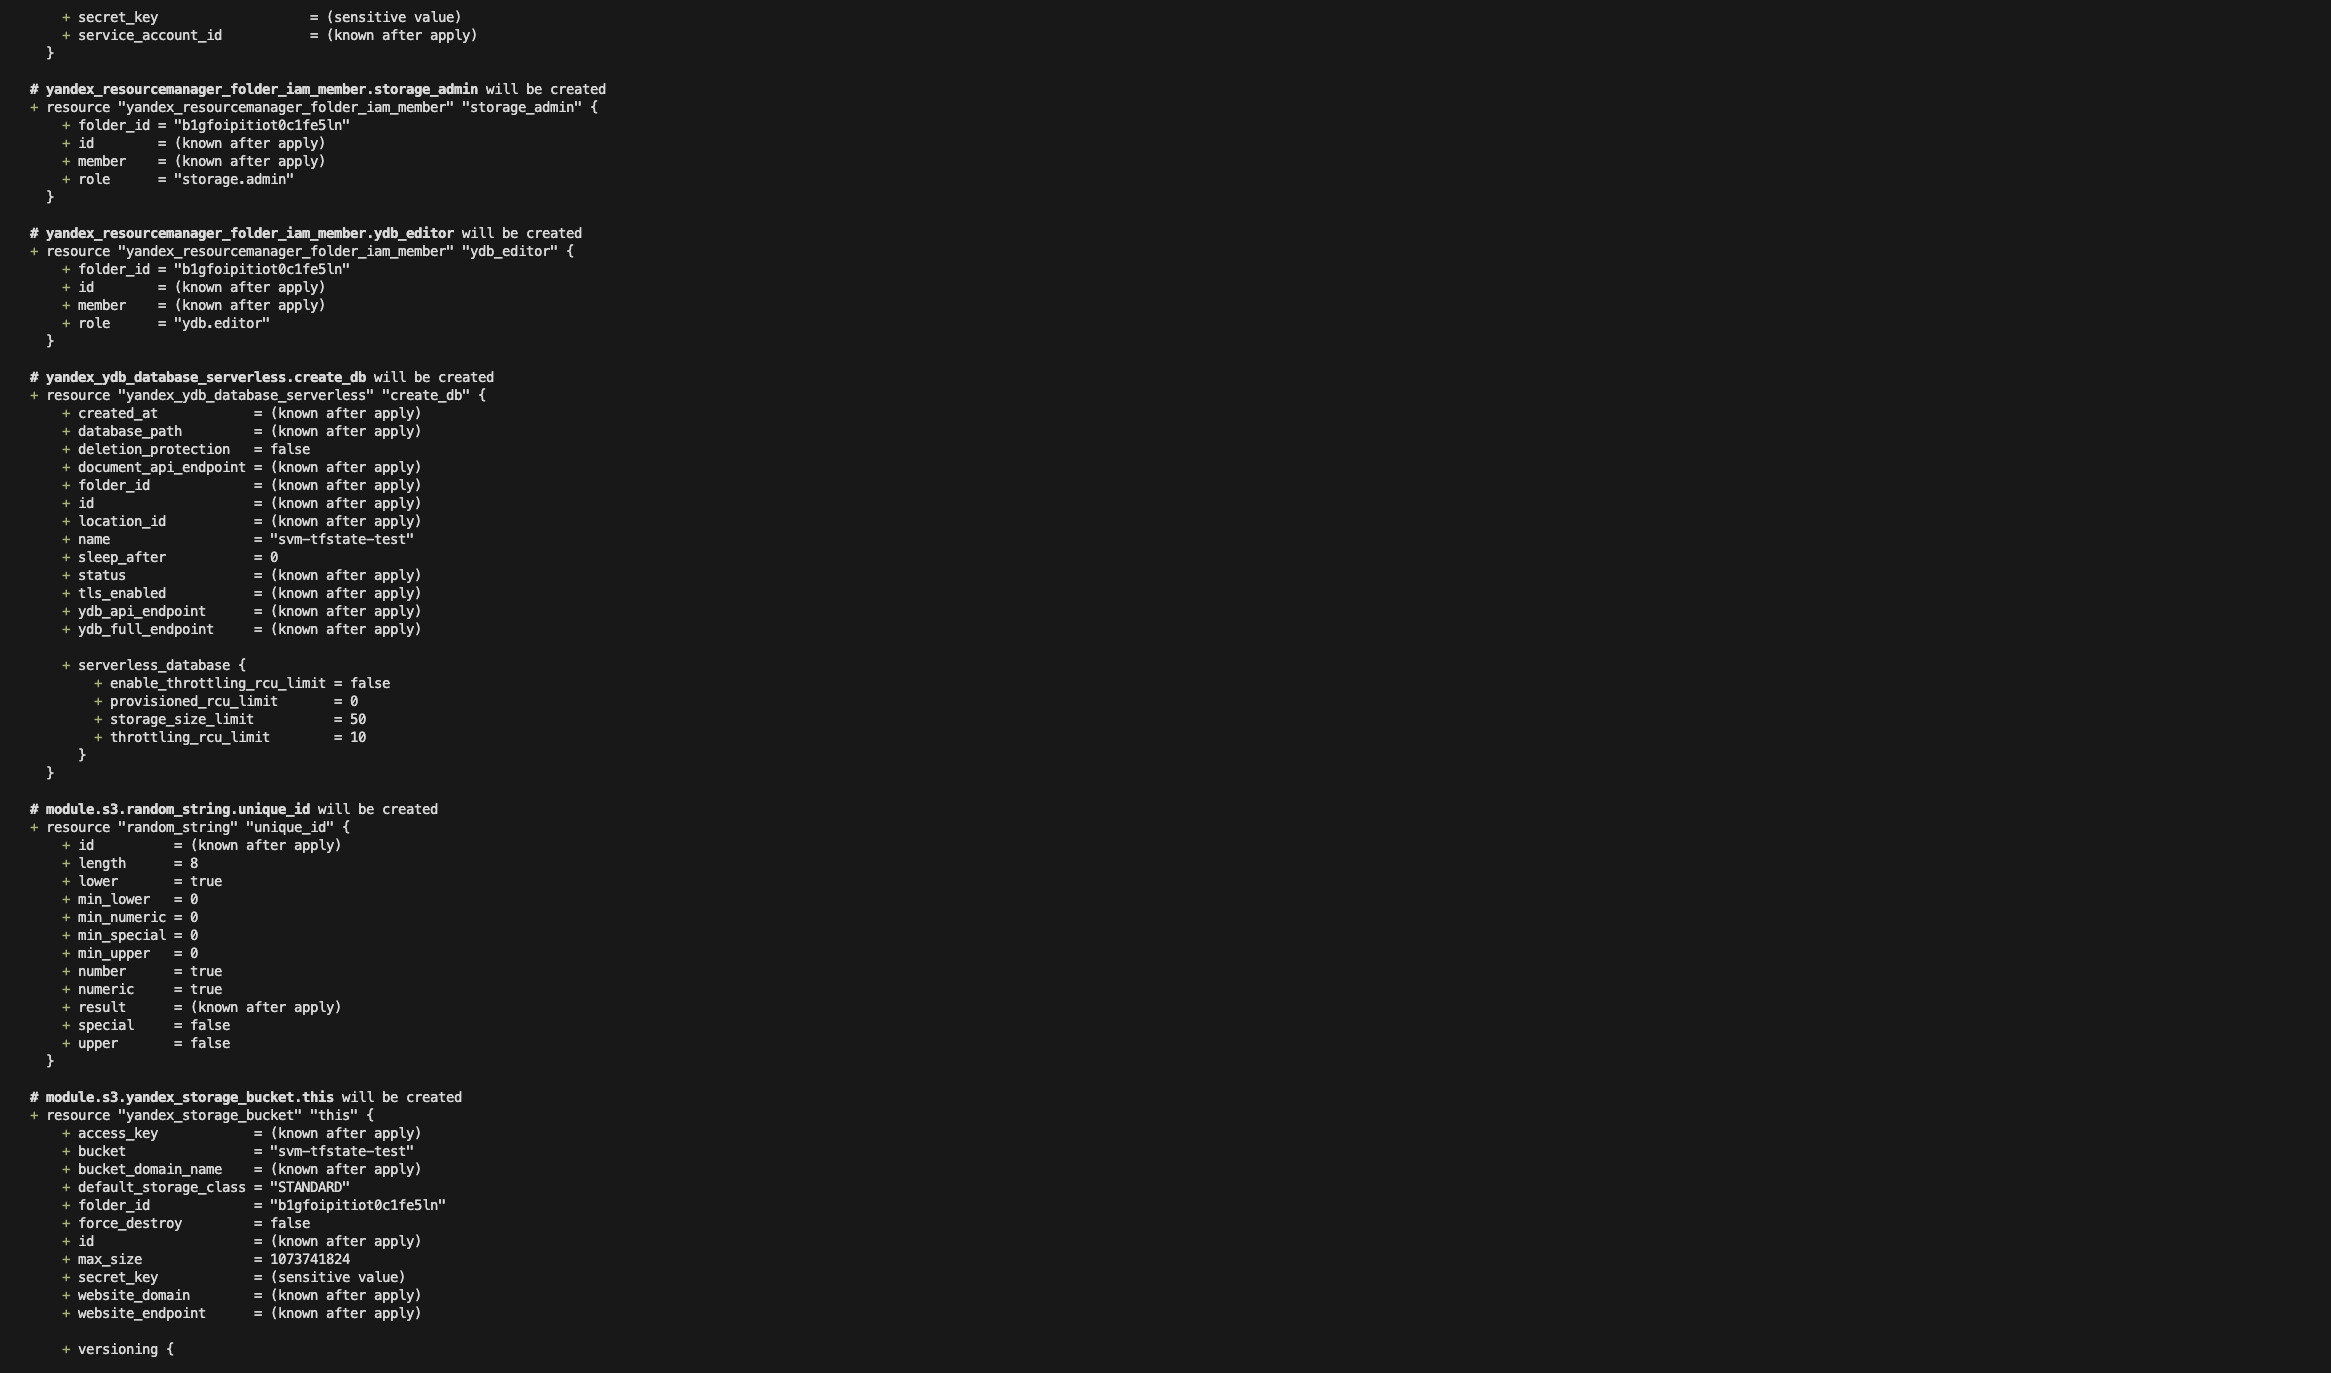 + secret_key                   = (sensitive value)
+ service_account_id           = (known after apply)
}
# yandex_resourcemanager_folder_iam_member.storage_admin will be created
+ resource "yandex_resourcemanager_folder_iam_member" "storage_admin" {
+ folder_id = "b1gfoipitiot0c1fe5ln"
+ id        = (known after apply)
+ member    = (known after apply)
+ role      = "storage.admin"
}
# yandex_resourcemanager_folder_iam_member.ydb_editor will be created
+ resource "yandex_resourcemanager_folder_iam_member" "ydb_editor" {
+ folder_id = "b1gfoipitiot0c1fe5ln"
+ id        = (known after apply)
+ member    = (known after apply)
+ role      = "ydb.editor"
}
# yandex_ydb_database_serverless.create_db will be created
+ resource "yandex_ydb_database_serverless" "create_db" {
+ created_at            = (known after apply)
+ database_path         = (known after apply)
+ deletion_protection   = false
+ document_api_endpoint = (known after apply)
+ folder_id             = (known after apply)
+ id                    = (known after apply)
+ location_id           = (known after apply)
+ name                  = "svm-tfstate-test"
+ sleep_after           = 0
+ status                = (known after apply)
+ tls_enabled           = (known after apply)
+ ydb_api_endpoint      = (known after apply)
+ ydb_full_endpoint     = (known after apply)
+ serverless_database {
+ enable_throttling_rcu_limit = false
+ provisioned_rcu_limit       = 0
+ storage_size_limit          = 50
+ throttling_rcu_limit        = 10
}
}
# module.s3.random_string.unique_id will be created
+ resource "random_string" "unique_id" {
+ id          = (known after apply)
+ length      = 8
+ lower       = true
+ min_lower   = 0
+ min_numeric = 0
+ min_special = 0
+ min_upper   = 0
+ number      = true
+ numeric     = true
+ result      = (known after apply)
+ special     = false
+ upper       = false
}
# module.s3.yandex_storage_bucket.this will be created
+ resource "yandex_storage_bucket" "this" {
+ access_key            = (known after apply)
+ bucket                = "svm-tfstate-test"
+ bucket_domain_name    = (known after apply)
+ default_storage_class = "STANDARD"
+ folder_id             = "b1gfoipitiot0c1fe5ln"
+ force_destroy         = false
+ id                    = (known after apply)
+ max_size              = 1073741824
+ secret_key            = (sensitive value)
+ website_domain        = (known after apply)
+ website_endpoint      = (known after apply)
+ versioning {